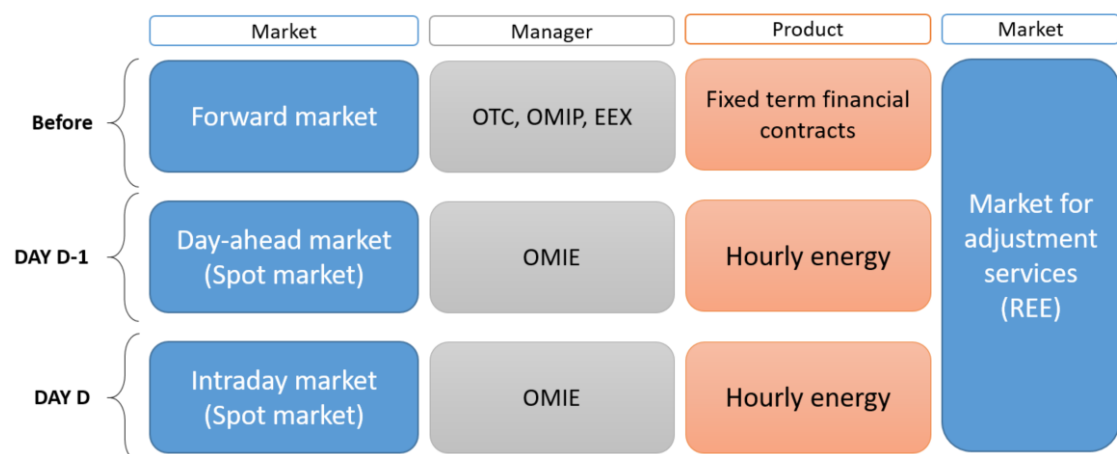 Market
Manager
Product
Market
Before
Forward market
OTC, OMIP, EEX
Fixed term financial
contracts
DAY D-1
Day-ahead market
(Spot market)
OMIE
Hourly energy
Market for
adjustment
services
(REE)
DAY D
Intraday market
(Spot market)
OMIE
Hourly energy